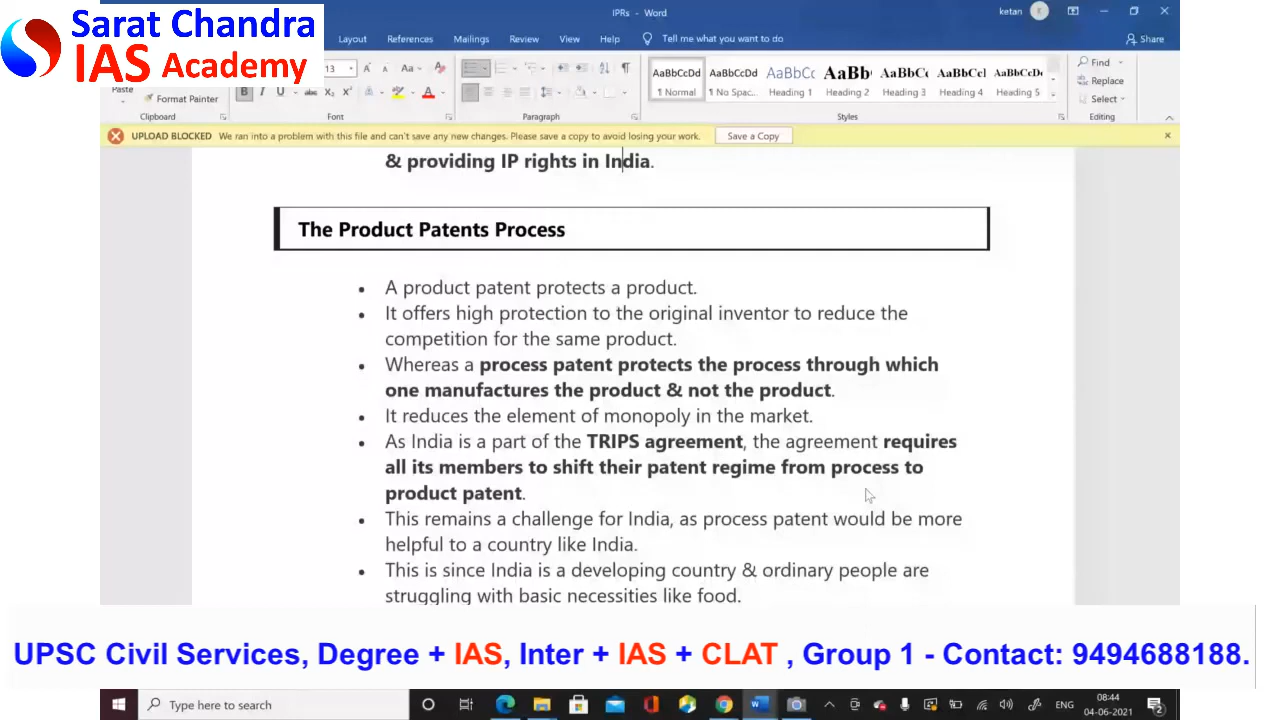 Sarat Chandra
IAS Academy
IPRs - Word
ketan
K
Layout References Mailings Review View Help Tell me what you want to do
Share
13
Aa
Paste
Format Painter
B I U abc X₂ X²
A
AaBbCcDd AaBbCcDd AaBbCc AaBb AaBbCc AaBbCc AaBbCcDc
1 Normal 1 No Spac... Heading 1 Heading 2 Heading 3 Heading 4 Heading 5
Find
Replace
Select
Clipboard Font Paragraph Styles Editing
UPLOAD BLOCKED We ran into a problem with this file and can't save any new changes. Please save a copy to avoid losing your work. Save a Copy
& providing IP rights in India.
The Product Patents Process
• A product patent protects a product.
• It offers high protection to the original inventor to reduce the
competition for the same product.
• Whereas a process patent protects the process through which
one manufactures the product & not the product.
• It reduces the element of monopoly in the market.
• As India is a part of the TRIPS agreement, the agreement requires
all its members to shift their patent regime from process to
product patent.
• This remains a challenge for India, as process patent would be more
helpful to a country like India.
• This is since India is a developing country & ordinary people are
struggling with basic necessities like food.
UPSC Civil Services, Degree + IAS, Inter + IAS + CLAT , Group 1 - Contact: 9494688188.
Type here to search
ENG
08:44
04-06-2021
2